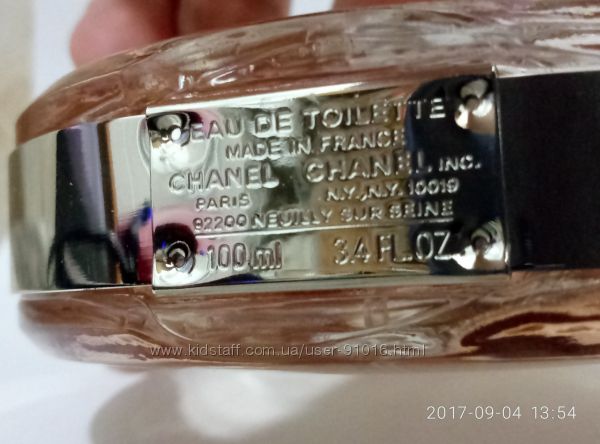 EAU DE TOILETTE
MADE IN FRANCE
CHANEL CHANEL INC.
PARIS N.Y., N.Y. 10019
92200 NEUILLY SUR SEINE
100 ml 3.4 FL.OZ.
www.kidstaff.com.ua/user-91016.html
2017-09-04 13:54